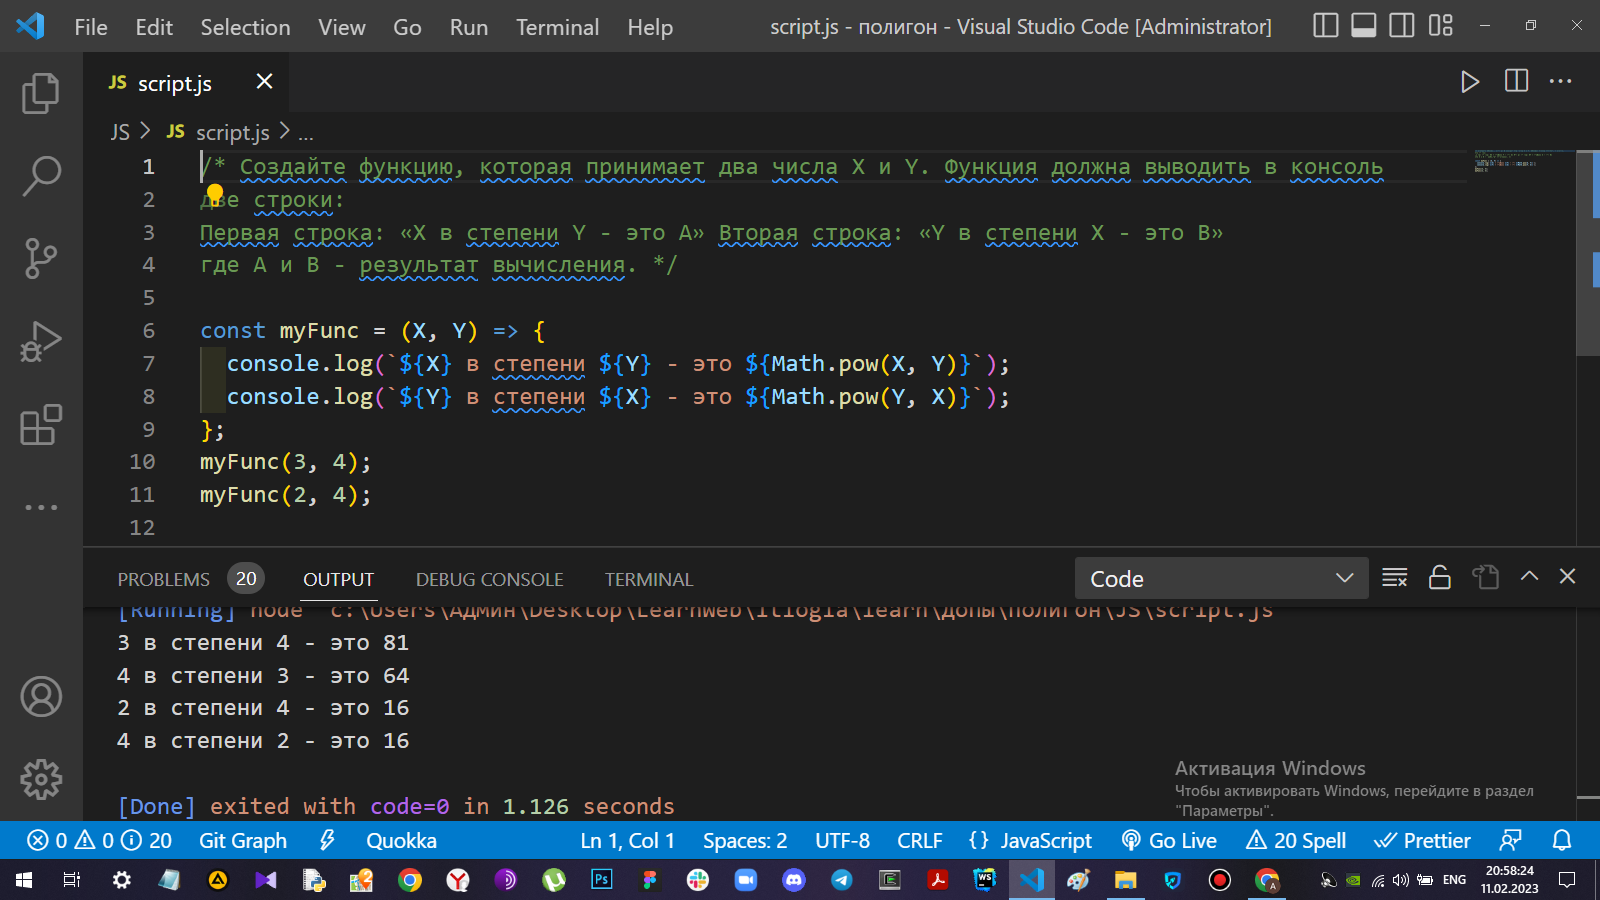 File Edit Selection View Go Run Terminal Help script.js - полигон - Visual Studio Code [Administrator]
JS script.js
JS > JS script.js > ...
1 /* Создайте функцию, которая принимает два числа X и Y. Функция должна выводить в консоль
2 две строки:
3 Первая строка: «X в степени Y - это A» Вторая строка: «Y в степени X - это B»
4 где A и B - результат вычисления. */
5
6 const myFunc = (X, Y) => {
7 console.log(`${X} в степени ${Y} - это ${Math.pow(X, Y)}`);
8 console.log(`${Y} в степени ${X} - это ${Math.pow(Y, X)}`);
9 };
10 myFunc(3, 4);
11 myFunc(2, 4);
12
PROBLEMS 20 OUTPUT DEBUG CONSOLE TERMINAL Code
[Running] node "c:\Users\Админ\Desktop\LearnWeb\itlogia\learn\допы\полигон\JS\script.js"
3 в степени 4 - это 81
4 в степени 3 - это 64
2 в степени 4 - это 16
4 в степени 2 - это 16
[Done] exited with code=0 in 1.126 seconds
Активация Windows
Чтобы активировать Windows, перейдите в раздел
"Параметры".
0 0 20 Git Graph Quokka Ln 1, Col 1 Spaces: 2 UTF-8 CRLF {} JavaScript Go Live 20 Spell Prettier
ENG 20:58:24
11.02.2023